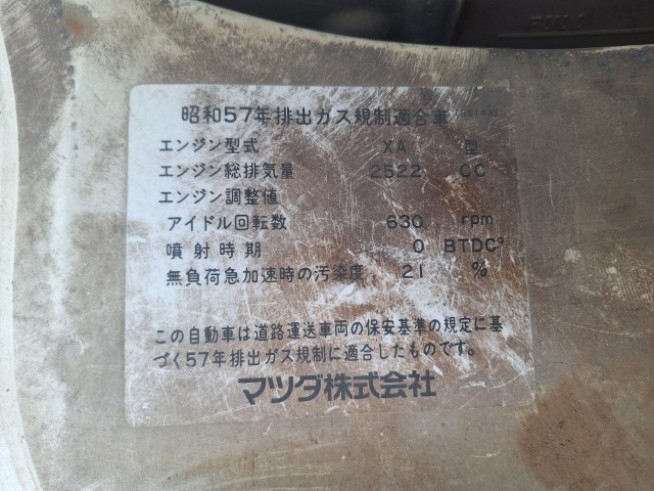 昭和57年排出ガス規制適合車
エンジン型式 XA 型
エンジン総排気量 2522 CC
エンジン調整値
アイドル回転数 630 rpm
噴射時期 0 BTDC°
無負荷急加速時の汚染度 21 %
この自動車は道路運送車両の保安基準の規定に基
づく57年排出ガス規制に適合したものです。
マツダ株式会社